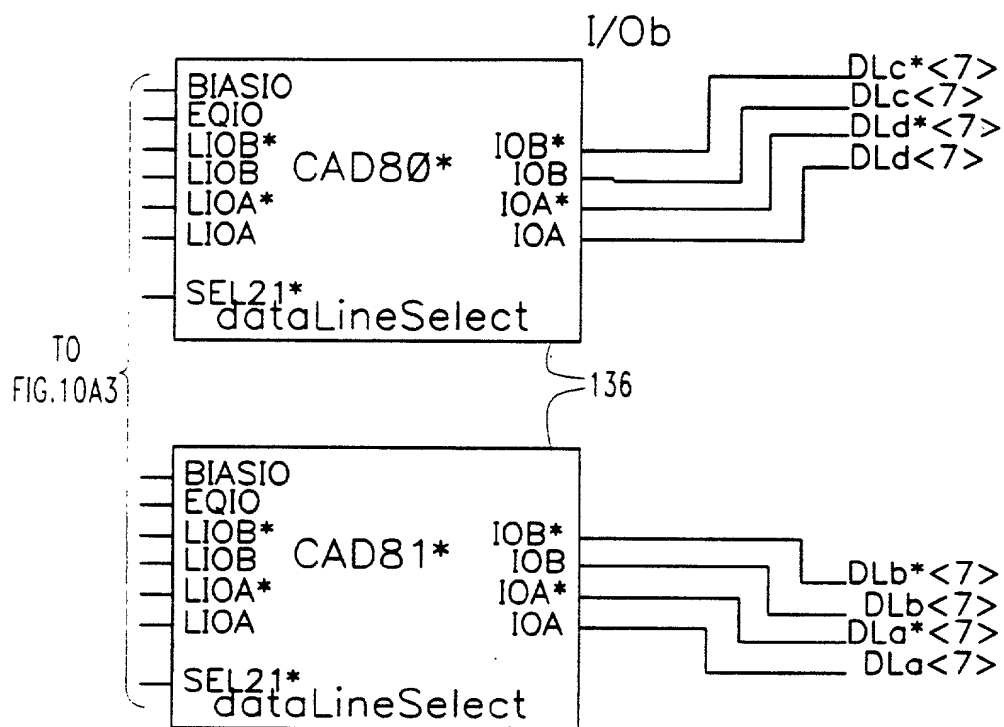 I/Ob
BIASIO
EQIO
LIOB*
LIOB
LIOA*
LIOA
SEL21*
CAD80*
dataLineSelect
IOB*
IOB
IOA*
IOA
DLc*<7>
DLc<7>
DLd*<7>
DLd<7>
TO
FIG.10A3
136
BIASIO
EQIO
LIOB*
LIOB
LIOA*
LIOA
SEL21*
CAD81*
dataLineSelect
IOB*
IOB
IOA*
IOA
DLb*<7>
DLb<7>
DLa*<7>
DLa<7>